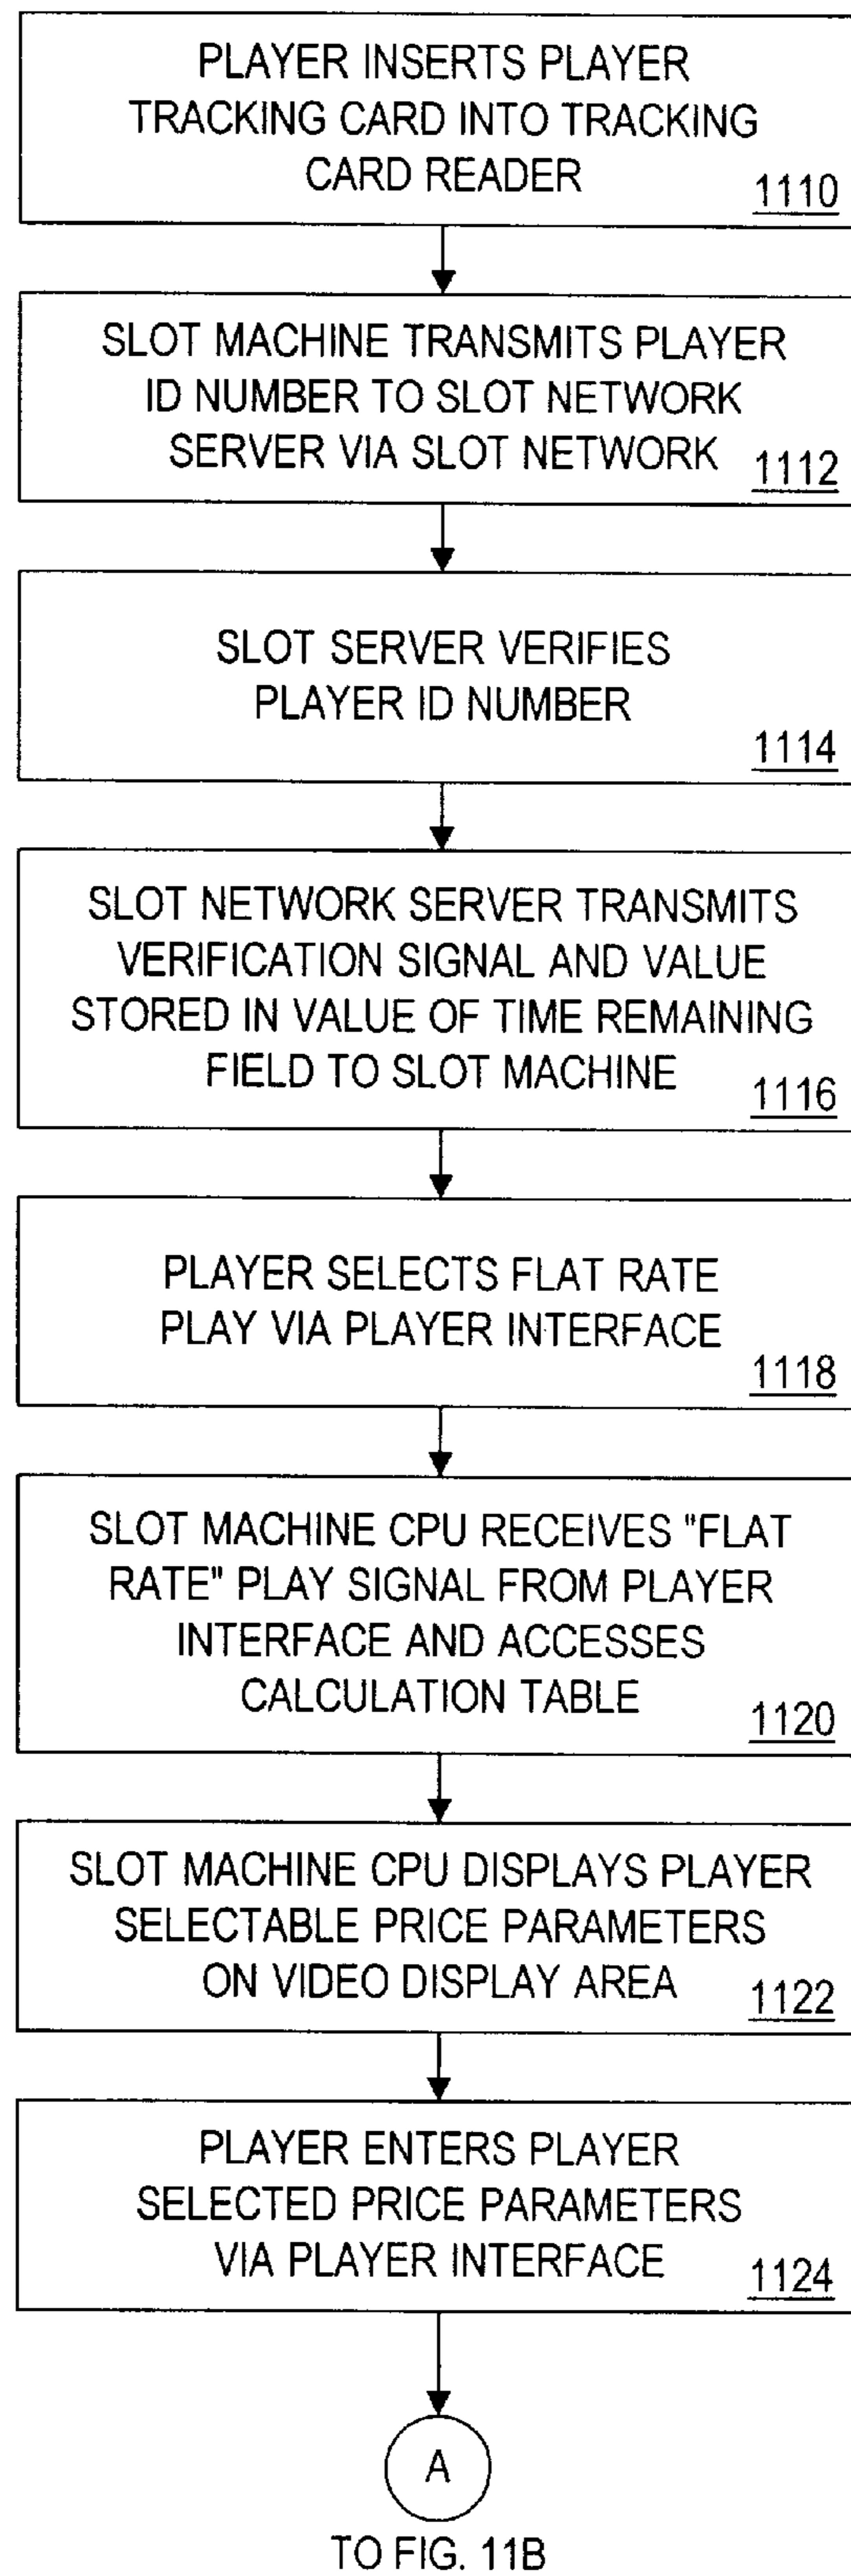 PLAYER INSERTS PLAYER
TRACKING CARD INTO TRACKING
CARD READER
1110
SLOT MACHINE TRANSMITS PLAYER
ID NUMBER TO SLOT NETWORK
SERVER VIA SLOT NETWORK
1112
SLOT SERVER VERIFIES
PLAYER ID NUMBER
1114
SLOT NETWORK SERVER TRANSMITS
VERIFICATION SIGNAL AND VALUE
STORED IN VALUE OF TIME REMAINING
FIELD TO SLOT MACHINE
1116
PLAYER SELECTS FLAT RATE
PLAY VIA PLAYER INTERFACE
1118
SLOT MACHINE CPU RECEIVES "FLAT
RATE" PLAY SIGNAL FROM PLAYER
INTERFACE AND ACCESSES
CALCULATION TABLE
1120
SLOT MACHINE CPU DISPLAYS PLAYER
SELECTABLE PRICE PARAMETERS
ON VIDEO DISPLAY AREA
1122
PLAYER ENTERS PLAYER
SELECTED PRICE PARAMETERS
VIA PLAYER INTERFACE
1124
A
TO FIG. 11B